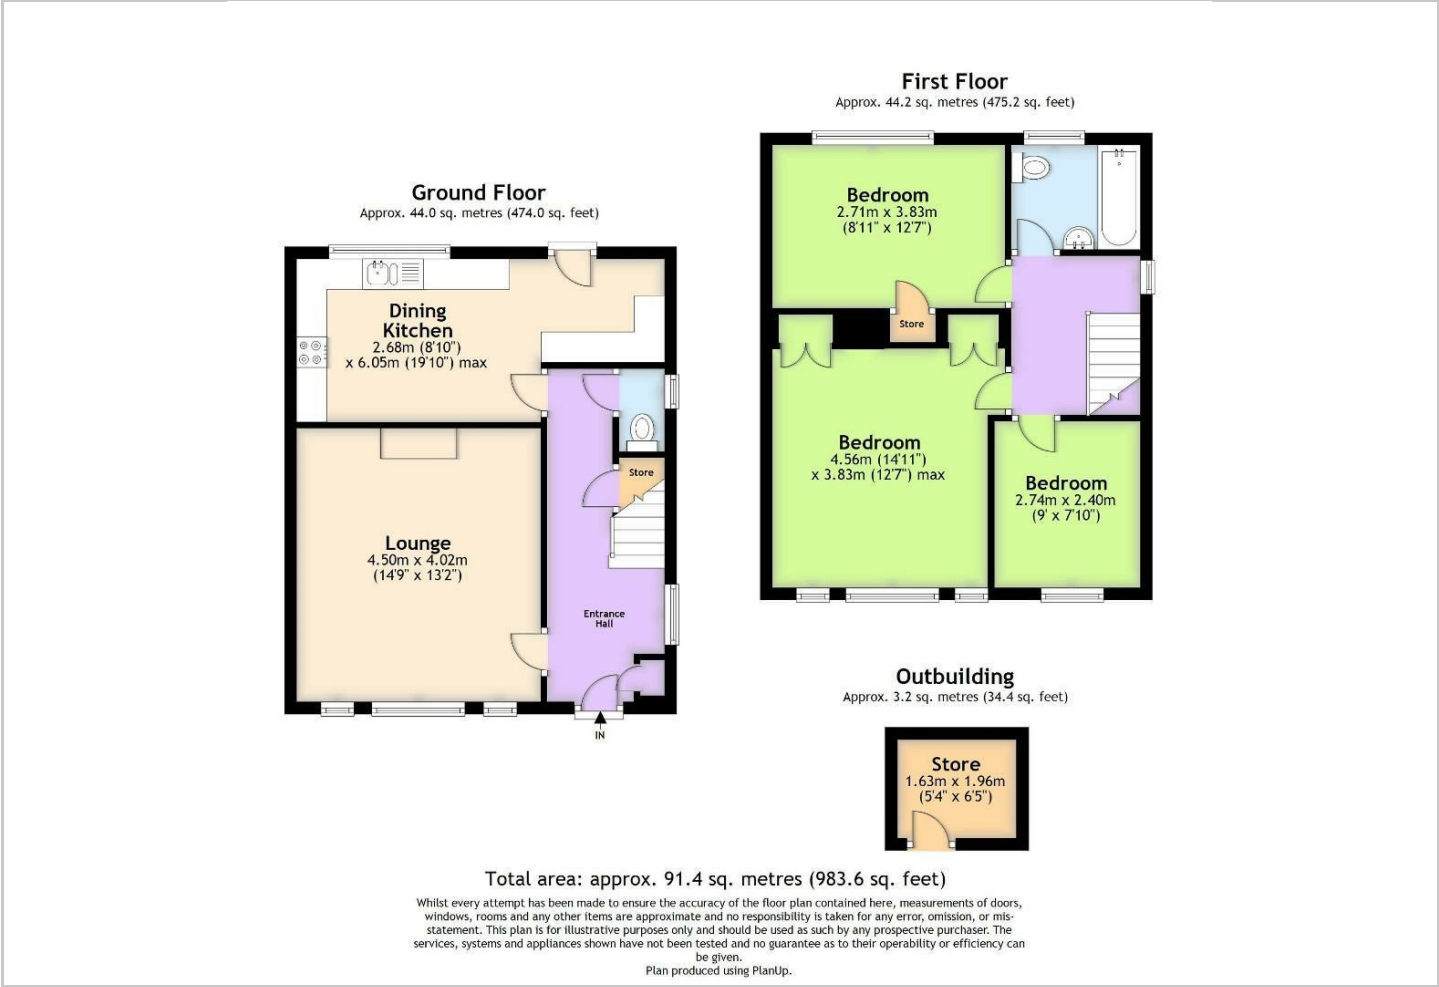 First Floor
Approx. 44.2 sq. metres (475.2 sq. feet)
Ground Floor
Approx. 44.0 sq. metres (474.0 sq. feet)
Bedroom
2.71m x 3.83m
(8'11" x 12'7")
Dining
Kitchen
2.68m (8'10")
x 6.05m (19'10") max
Store
Bedroom
4.56m (14'11")
x 3.83m (12'7") max
Store
Bedroom
2.74m x 2.40m
(9' x 7'10")
Lounge
4.50m x 4.02m
(14'9" x 13'2")
Entrance
Hall
IN
Outbuilding
Approx. 3.2 sq. metres (34.4 sq. feet)
Store
1.63m x 1.96m
(5'4" x 6'5")
Total area: approx. 91.4 sq. metres (983.6 sq. feet)
Whilst every attempt has been made to ensure the accuracy of the floor plan contained here, measurements of doors,
windows, rooms and any other items are approximate and no responsibility is taken for any error, omission, or mis-
statement. This plan is for illustrative purposes only and should be used as such by any prospective purchaser. The
services, systems and appliances shown have not been tested and no guarantee as to their operability or efficiency can
be given.
Plan produced using PlanUp.